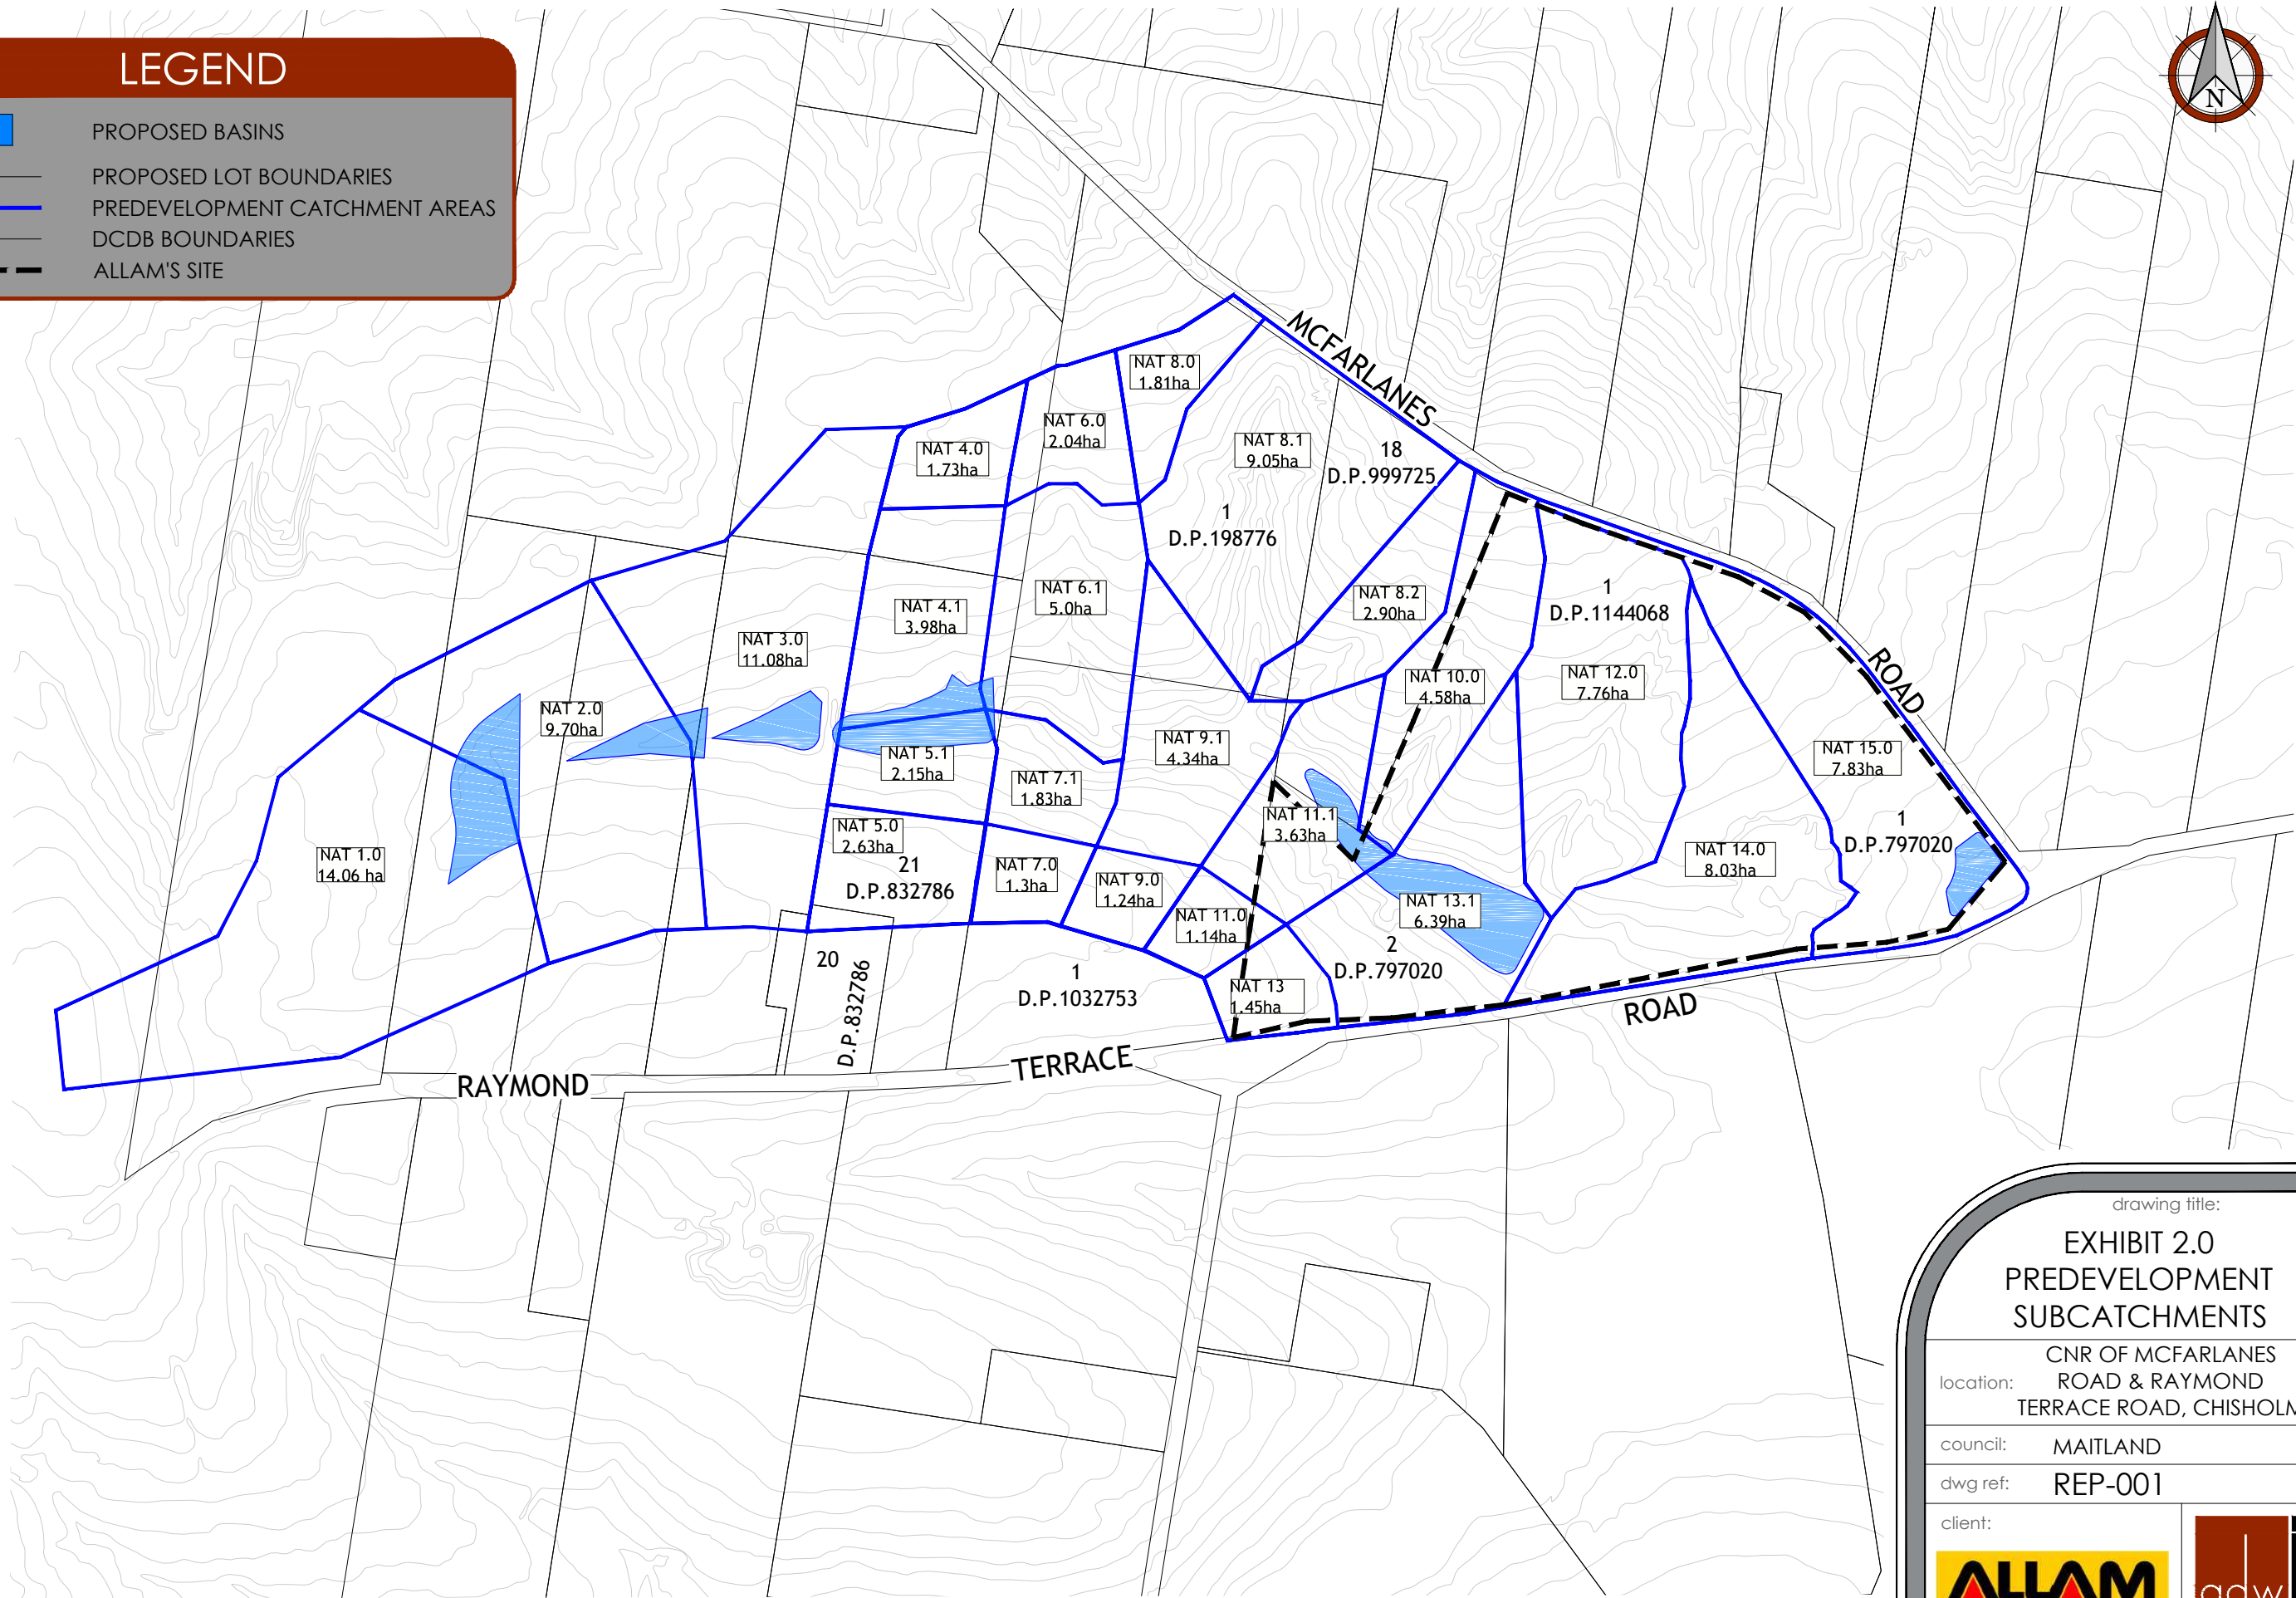 LEGEND
PROPOSED BASINS
PROPOSED LOT BOUNDARIES
PREDEVELOPMENT CATCHMENT AREAS
DCDB BOUNDARIES
ALLAM'S SITE
N
MCFARLANES
ROAD
NAT 8.0
1.81ha
NAT 6.0
2.04ha
NAT 4.0
1.73ha
NAT 8.1
9.05ha
18
D.P.999725
1
D.P.198776
NAT 6.1
5.0ha
NAT 8.2
2.90ha
1
D.P.1144068
NAT 4.1
3.98ha
NAT 3.0
11.08ha
NAT 10.0
4.58ha
NAT 12.0
7.76ha
NAT 2.0
9.70ha
NAT 9.1
4.34ha
NAT 15.0
7.83ha
NAT 5.1
2.15ha
NAT 7.1
1.83ha
NAT 11.1
3.63ha
1
D.P.797020
NAT 5.0
2.63ha
21
D.P.832786
NAT 1.0
14.06 ha
NAT 7.0
1.3ha
NAT 9.0
1.24ha
NAT 14.0
8.03ha
NAT 11.0
1.14ha
NAT 13.1
6.39ha
2
D.P.797020
20
D.P.832786
1
D.P.1032753
NAT 13
1.45ha
RAYMOND
TERRACE
ROAD
drawing title:
EXHIBIT 2.0
PREDEVELOPMENT
SUBCATCHMENTS
location:
CNR OF MCFARLANES
ROAD & RAYMOND
TERRACE ROAD, CHISHOLM
council: MAITLAND
dwg ref: REP-001
client:
ALLAM
adw